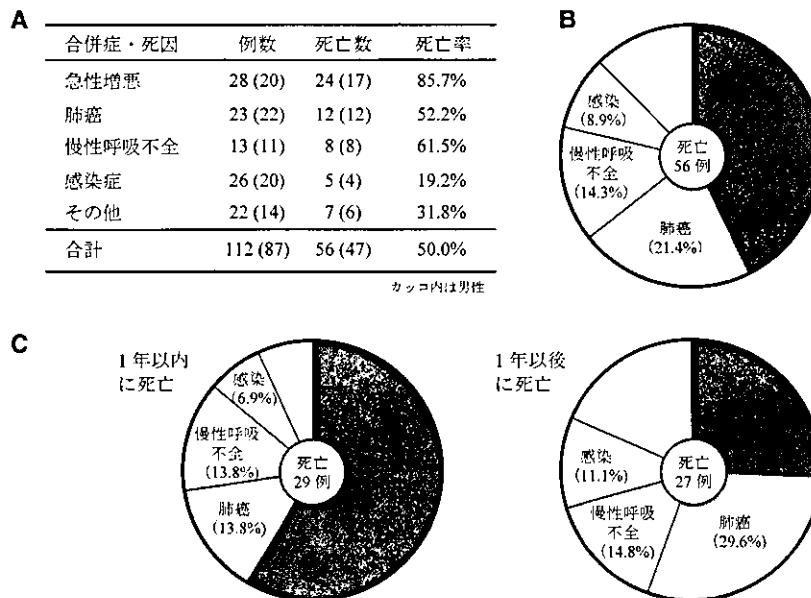 A
合併症・死因 例数 死亡数 死亡率
急性増悪 28 (20) 24 (17) 85.7%
肺癌 23 (22) 12 (12) 52.2%
慢性呼吸不全 13 (11) 8 (8) 61.5%
感染症 26 (20) 5 (4) 19.2%
その他 22 (14) 7 (6) 31.8%
合計 112 (87) 56 (47) 50.0%
カッコ内は男性
B
感染
(8.9%)
慢性呼吸
不全
(14.3%)
肺癌
(21.4%)
死亡
56 例
C
1 年以内
に死亡
感染
(6.9%)
慢性呼吸
不全
(13.8%)
肺癌
(13.8%)
死亡
29 例
1 年以後
に死亡
感染
(11.1%)
慢性呼吸
不全
(14.8%)
肺癌
(29.6%)
死亡
27 例